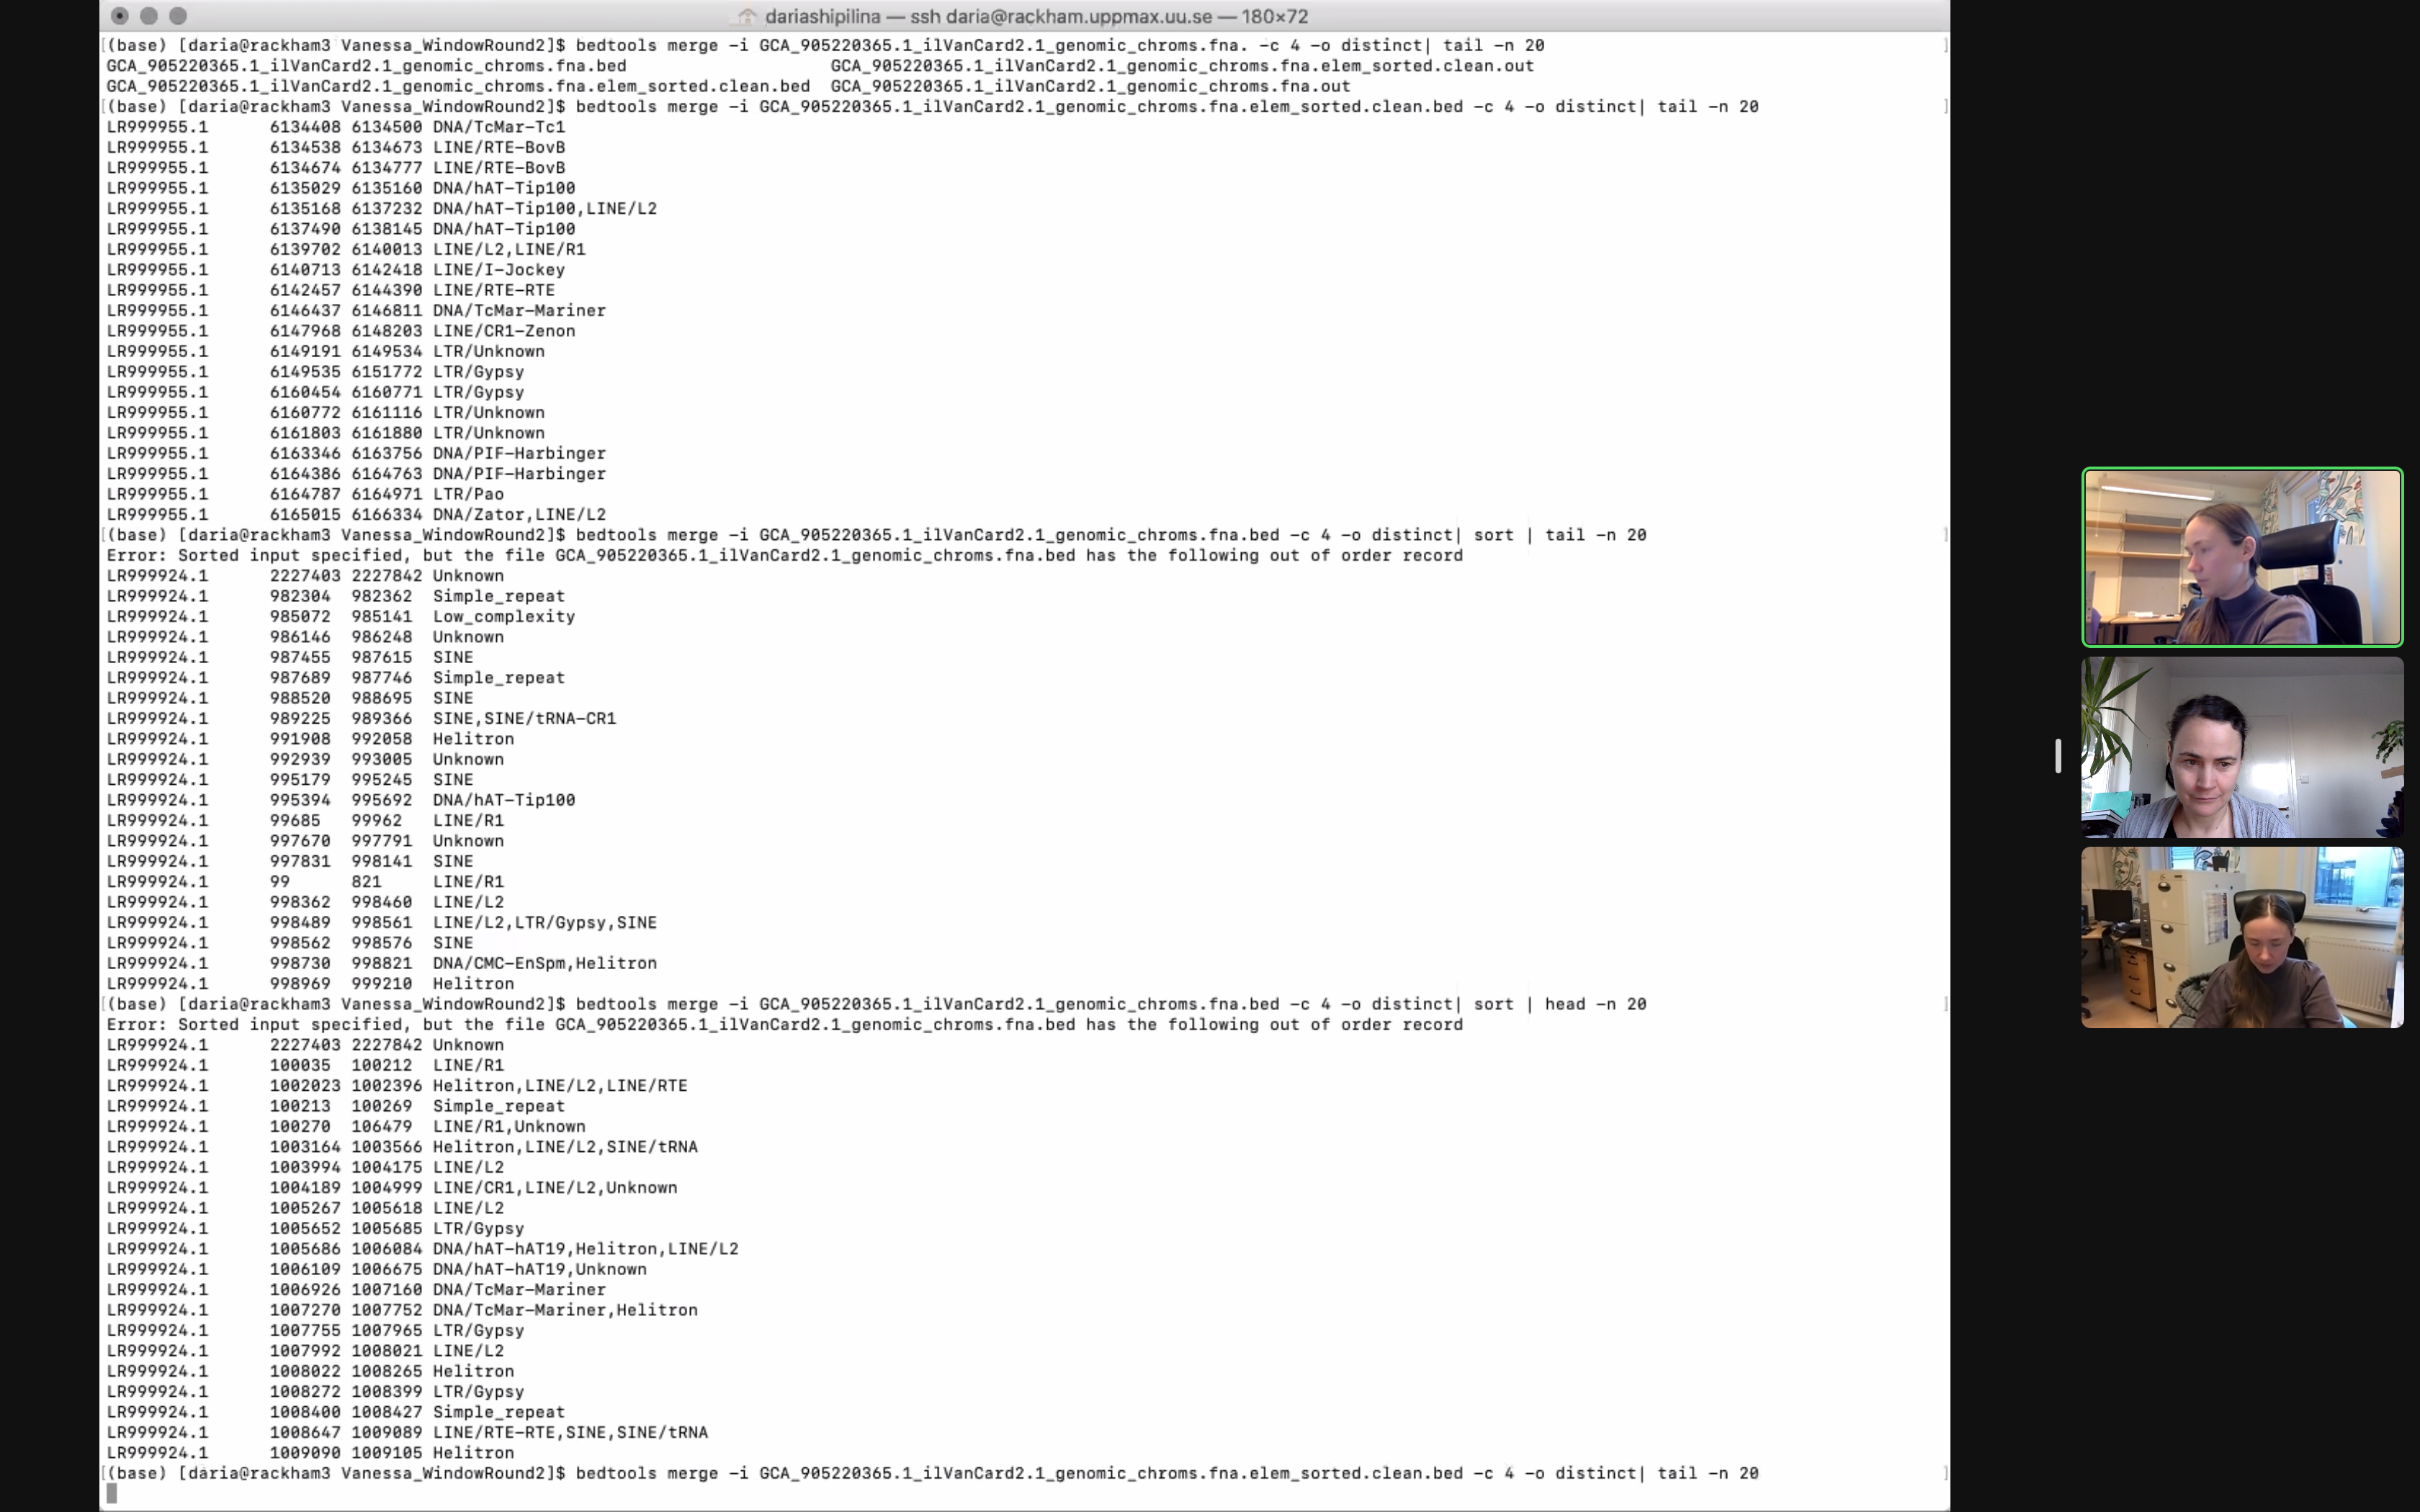 dariashipilina — ssh daria@rackham.uppmax.uu.se — 180×72
[(base) [daria@rackham3 Vanessa_WindowRound2]$ bedtools merge -i GCA_905220365.1_ilVanCard2.1_genomic_chroms.fna. -c 4 -o distinct| tail -n 20 ]
GCA_905220365.1_ilVanCard2.1_genomic_chroms.fna.bed GCA_905220365.1_ilVanCard2.1_genomic_chroms.fna.elem_sorted.clean.out
GCA_905220365.1_ilVanCard2.1_genomic_chroms.fna.elem_sorted.clean.bed GCA_905220365.1_ilVanCard2.1_genomic_chroms.fna.out
[(base) [daria@rackham3 Vanessa_WindowRound2]$ bedtools merge -i GCA_905220365.1_ilVanCard2.1_genomic_chroms.fna.elem_sorted.clean.bed -c 4 -o distinct| tail -n 20 ]
LR999955.1 6134408 6134500 DNA/TcMar-Tc1
LR999955.1 6134538 6134673 LINE/RTE-BovB
LR999955.1 6134674 6134777 LINE/RTE-BovB
LR999955.1 6135029 6135160 DNA/hAT-Tip100
LR999955.1 6135168 6137232 DNA/hAT-Tip100,LINE/L2
LR999955.1 6137490 6138145 DNA/hAT-Tip100
LR999955.1 6139702 6140013 LINE/L2,LINE/R1
LR999955.1 6140713 6142418 LINE/I-Jockey
LR999955.1 6142457 6144390 LINE/RTE-RTE
LR999955.1 6146437 6146811 DNA/TcMar-Mariner
LR999955.1 6147968 6148203 LINE/CR1-Zenon
LR999955.1 6149191 6149534 LTR/Unknown
LR999955.1 6149535 6151772 LTR/Gypsy
LR999955.1 6160454 6160771 LTR/Gypsy
LR999955.1 6160772 6161116 LTR/Unknown
LR999955.1 6161803 6161880 LTR/Unknown
LR999955.1 6163346 6163756 DNA/PIF-Harbinger
LR999955.1 6164386 6164763 DNA/PIF-Harbinger
LR999955.1 6164787 6164971 LTR/Pao
LR999955.1 6165015 6166334 DNA/Zator,LINE/L2
[(base) [daria@rackham3 Vanessa_WindowRound2]$ bedtools merge -i GCA_905220365.1_ilVanCard2.1_genomic_chroms.fna.bed -c 4 -o distinct| sort | tail -n 20 ]
Error: Sorted input specified, but the file GCA_905220365.1_ilVanCard2.1_genomic_chroms.fna.bed has the following out of order record
LR999924.1 2227403 2227842 Unknown
LR999924.1 982304 982362 Simple_repeat
LR999924.1 985072 985141 Low_complexity
LR999924.1 986146 986248 Unknown
LR999924.1 987455 987615 SINE
LR999924.1 987689 987746 Simple_repeat
LR999924.1 988520 988695 SINE
LR999924.1 989225 989366 SINE,SINE/tRNA-CR1
LR999924.1 991908 992058 Helitron
LR999924.1 992939 993005 Unknown
LR999924.1 995179 995245 SINE
LR999924.1 995394 995692 DNA/hAT-Tip100
LR999924.1 99685 99962 LINE/R1
LR999924.1 997670 997791 Unknown
LR999924.1 997831 998141 SINE
LR999924.1 99 821 LINE/R1
LR999924.1 998362 998460 LINE/L2
LR999924.1 998489 998561 LINE/L2,LTR/Gypsy,SINE
LR999924.1 998562 998576 SINE
LR999924.1 998730 998821 DNA/CMC-EnSpm,Helitron
LR999924.1 998969 999210 Helitron
[(base) [daria@rackham3 Vanessa_WindowRound2]$ bedtools merge -i GCA_905220365.1_ilVanCard2.1_genomic_chroms.fna.bed -c 4 -o distinct| sort | head -n 20 ]
Error: Sorted input specified, but the file GCA_905220365.1_ilVanCard2.1_genomic_chroms.fna.bed has the following out of order record
LR999924.1 2227403 2227842 Unknown
LR999924.1 100035 100212 LINE/R1
LR999924.1 1002023 1002396 Helitron,LINE/L2,LINE/RTE
LR999924.1 100213 100269 Simple_repeat
LR999924.1 100270 106479 LINE/R1,Unknown
LR999924.1 1003164 1003566 Helitron,LINE/L2,SINE/tRNA
LR999924.1 1003994 1004175 LINE/L2
LR999924.1 1004189 1004999 LINE/CR1,LINE/L2,Unknown
LR999924.1 1005267 1005618 LINE/L2
LR999924.1 1005652 1005685 LTR/Gypsy
LR999924.1 1005686 1006084 DNA/hAT-hAT19,Helitron,LINE/L2
LR999924.1 1006109 1006675 DNA/hAT-hAT19,Unknown
LR999924.1 1006926 1007160 DNA/TcMar-Mariner
LR999924.1 1007270 1007752 DNA/TcMar-Mariner,Helitron
LR999924.1 1007755 1007965 LTR/Gypsy
LR999924.1 1007992 1008021 LINE/L2
LR999924.1 1008022 1008265 Helitron
LR999924.1 1008272 1008399 LTR/Gypsy
LR999924.1 1008400 1008427 Simple_repeat
LR999924.1 1008647 1009089 LINE/RTE-RTE,SINE,SINE/tRNA
LR999924.1 1009090 1009105 Helitron
[(base) [daria@rackham3 Vanessa_WindowRound2]$ bedtools merge -i GCA_905220365.1_ilVanCard2.1_genomic_chroms.fna.elem_sorted.clean.bed -c 4 -o distinct| tail -n 20 ]